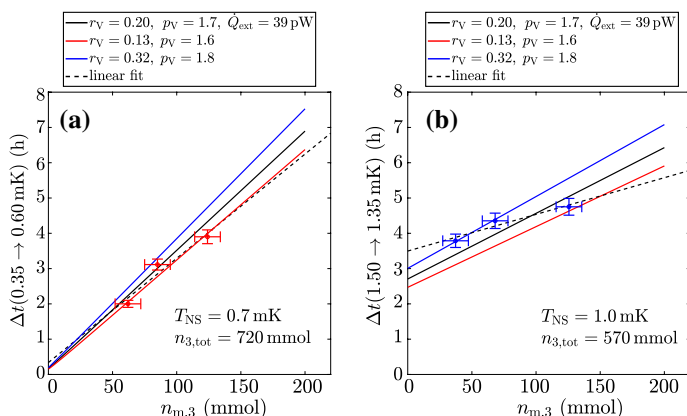 r_V = 0.20, p_V = 1.7, Q̇_ext = 39 pW
r_V = 0.13, p_V = 1.6
r_V = 0.32, p_V = 1.8
linear fit
(a)
Δt(0.35 → 0.60 mK) (h)
8
7
6
5
4
3
2
1
0
T_NS = 0.7 mK
n_3,tot = 720 mmol
0 50 100 150 200
n_m,3 (mmol)
r_V = 0.20, p_V = 1.7, Q̇_ext = 39 pW
r_V = 0.13, p_V = 1.6
r_V = 0.32, p_V = 1.8
linear fit
(b)
Δt(1.50 → 1.35 mK) (h)
8
7
6
5
4
3
2
1
0
T_NS = 1.0 mK
n_3,tot = 570 mmol
0 50 100 150 200
n_m,3 (mmol)